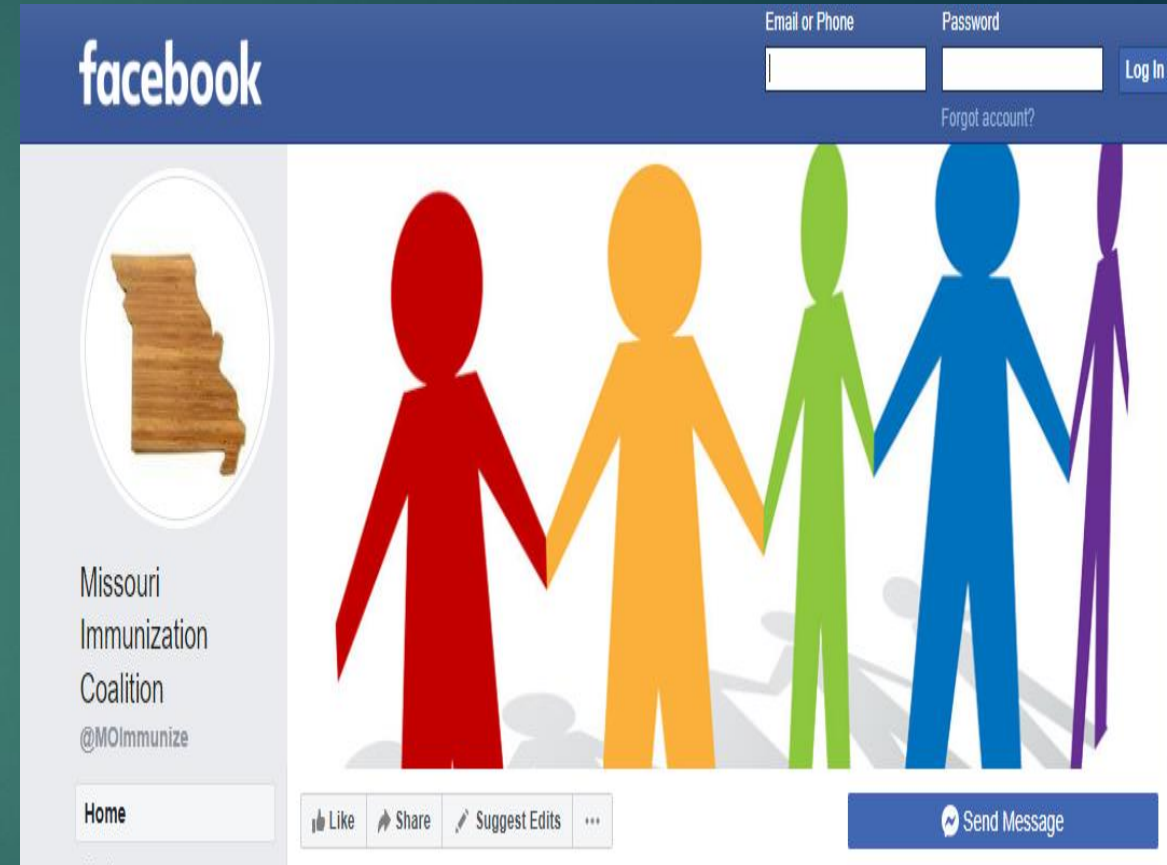 Email or Phone Password
facebook
Log In
Forgot account?
Missouri
Immunization
Coalition
@MOImmunize
Home
Like Share Suggest Edits ...
Send Message